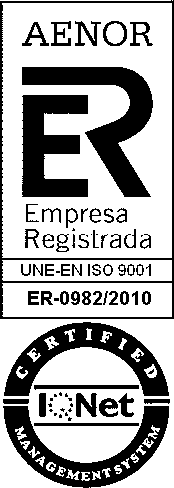 AENOR
ER
Empresa
Registrada
UNE-EN ISO 9001
ER-0982/2010
CERTIFIED
IQNet
MANAGEMENT SYSTEM